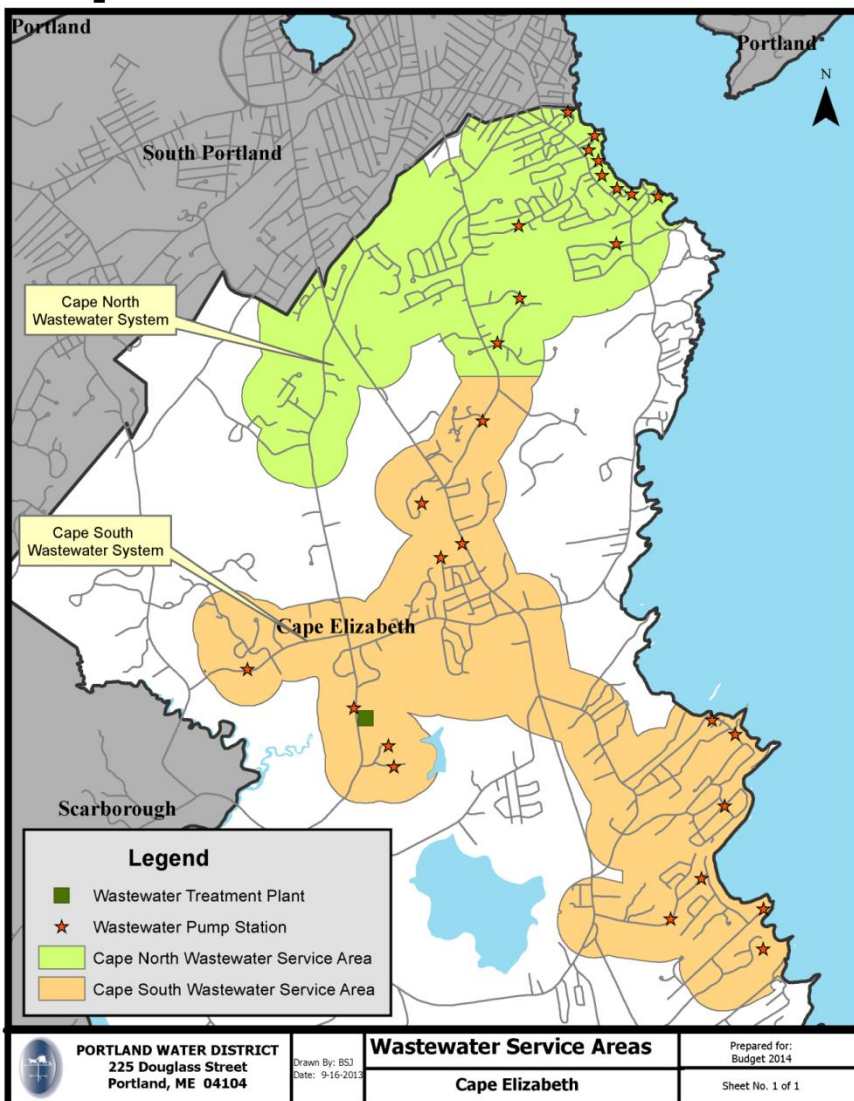 Portland
Portland
N
South Portland
Cape North
Wastewater System
Cape South
Wastewater System
Cape Elizabeth
Scarborough
Legend
Wastewater Treatment Plant
Wastewater Pump Station
Cape North Wastewater Service Area
Cape South Wastewater Service Area
PORTLAND WATER DISTRICT
225 Douglass Street
Portland, ME 04104
Drawn By: BSJ
Date: 9-16-2013
Wastewater Service Areas
Cape Elizabeth
Prepared for:
Budget 2014
Sheet No. 1 of 1